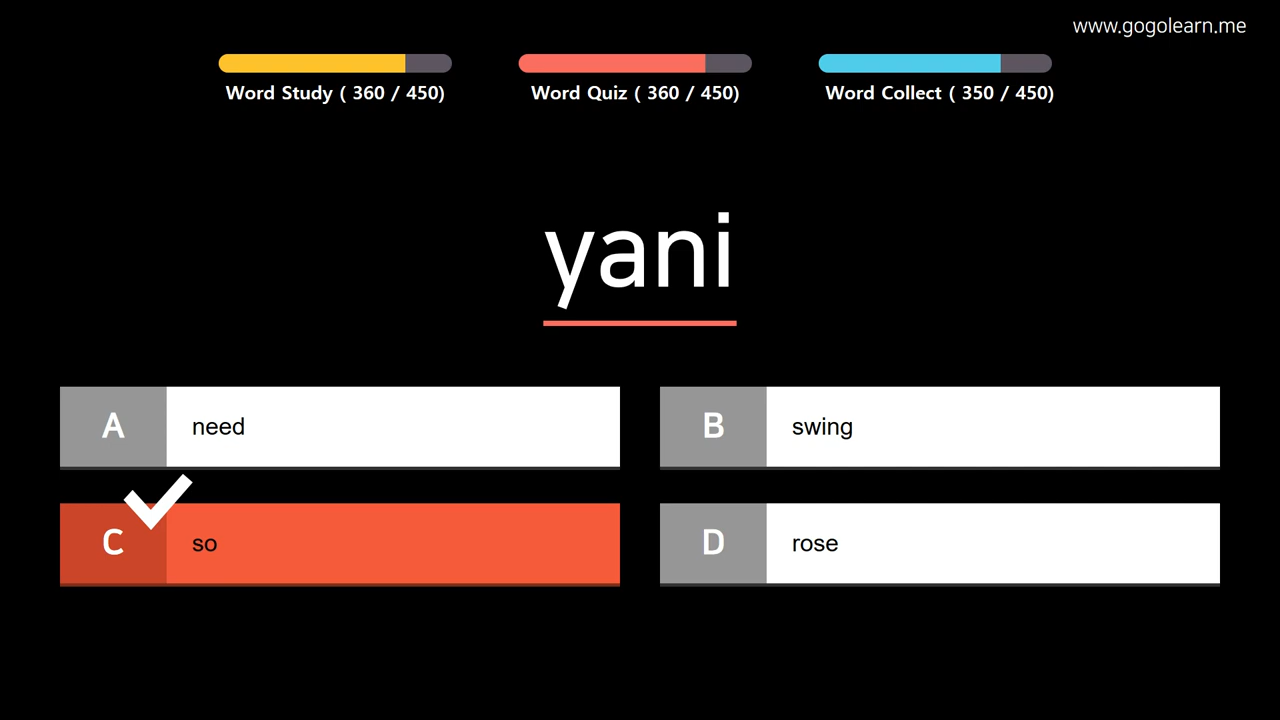 www.gogolearn.me
Word Study ( 360 / 450)
Word Quiz ( 360 / 450)
Word Collect ( 350 / 450)
yani
A need
B swing
C so
D rose